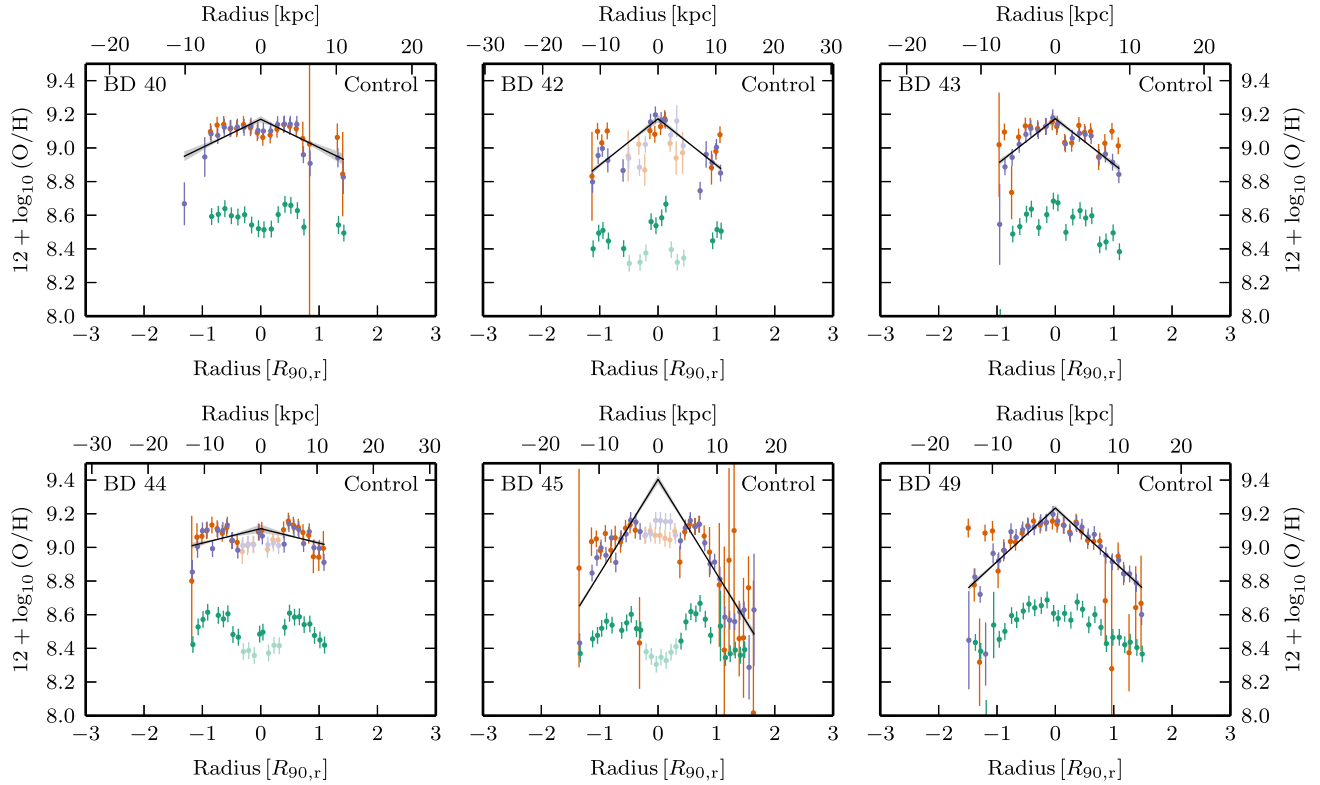 Radius [kpc] Radius [kpc] Radius [kpc]
−20 −10 0 10 20 −30 −20 −10 0 10 20 30 −20 −10 0 10 20
BD 40 Control BD 42 Control BD 43 Control
9.4 9.4
9.2 9.2
9.0 9.0
8.8 8.8
8.6 8.6
8.4 8.4
8.2 8.2
8.0 8.0
12 + log₁₀ (O/H) 12 + log₁₀ (O/H)
−3 −2 −1 0 1 2 3 −3 −2 −1 0 1 2 3 −3 −2 −1 0 1 2 3
Radius [R₉₀,ᵣ] Radius [R₉₀,ᵣ] Radius [R₉₀,ᵣ]
Radius [kpc] Radius [kpc] Radius [kpc]
−30 −20 −10 0 10 20 30 −20 −10 0 10 20 −20 −10 0 10 20
BD 44 Control BD 45 Control BD 49 Control
9.4 9.4
9.2 9.2
9.0 9.0
8.8 8.8
8.6 8.6
8.4 8.4
8.2 8.2
8.0 8.0
12 + log₁₀ (O/H) 12 + log₁₀ (O/H)
−3 −2 −1 0 1 2 3 −3 −2 −1 0 1 2 3 −3 −2 −1 0 1 2 3
Radius [R₉₀,ᵣ] Radius [R₉₀,ᵣ] Radius [R₉₀,ᵣ]